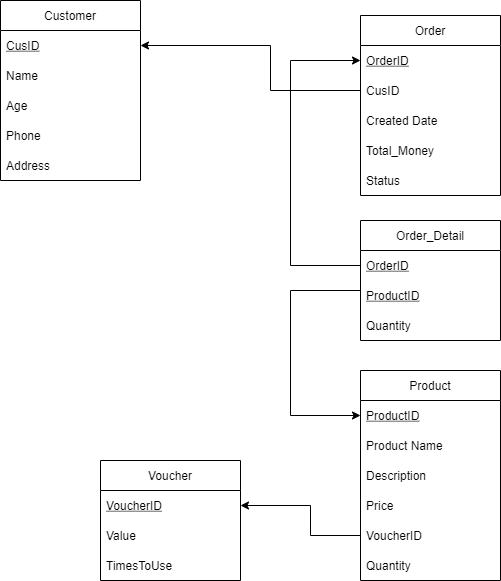 Customer
CusID
Name
Age
Phone
Address
Order
OrderID
CusID
Created Date
Total_Money
Status
Order_Detail
OrderID
ProductID
Quantity
Product
ProductID
Product Name
Description
Price
VoucherID
Quantity
Voucher
VoucherID
Value
TimesToUse